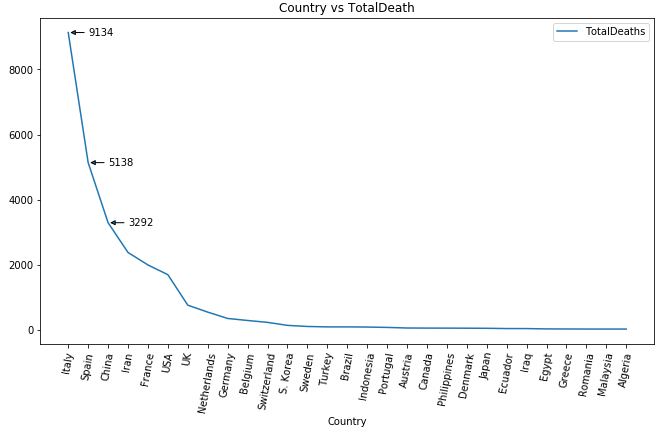 Country vs TotalDeath
TotalDeaths
9134
5138
3292
8000
6000
4000
2000
0
Italy
Spain
China
Iran
France
USA
UK
Netherlands
Germany
Belgium
Switzerland
S. Korea
Sweden
Turkey
Brazil
Indonesia
Portugal
Austria
Canada
Philippines
Denmark
Japan
Ecuador
Iraq
Egypt
Greece
Romania
Malaysia
Algeria
Country